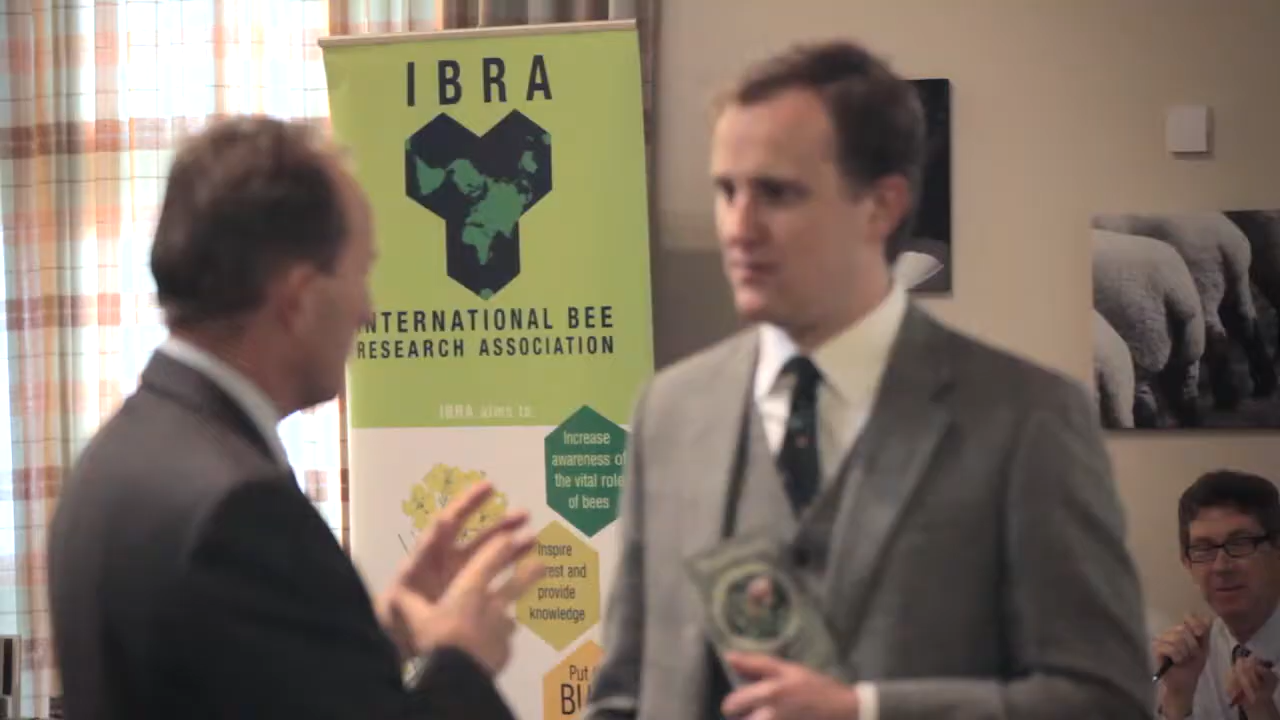 IBRA
INTERNATIONAL BEE
RESEARCH ASSOCIATION
IBRA aims to:
Increase
awareness of
the vital role
of bees
Inspire
and
provide
knowledge
Put